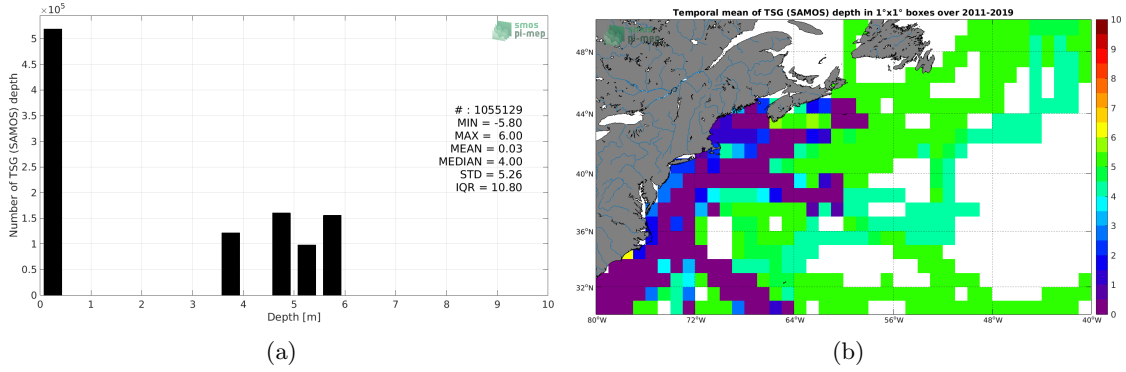 ×10⁵
5
4.5
4
3.5
3
2.5
2
1.5
1
0.5
0
Number of TSG (SAMOS) depth
smos
pi-mep
# : 1055129
MIN = -5.80
MAX = 6.00
MEAN = 0.03
MEDIAN = 4.00
STD = 5.26
IQR = 10.80
0 1 2 3 4 5 6 7 8 9 10
Depth [m]
(a)
Temporal mean of TSG (SAMOS) depth in 1°x1° boxes over 2011-2019
smos
pi-mep
48°N
44°N
40°N
36°N
32°N
80°W 72°W 64°W 56°W 48°W 40°W
10
9
8
7
6
5
4
3
2
1
0
(b)